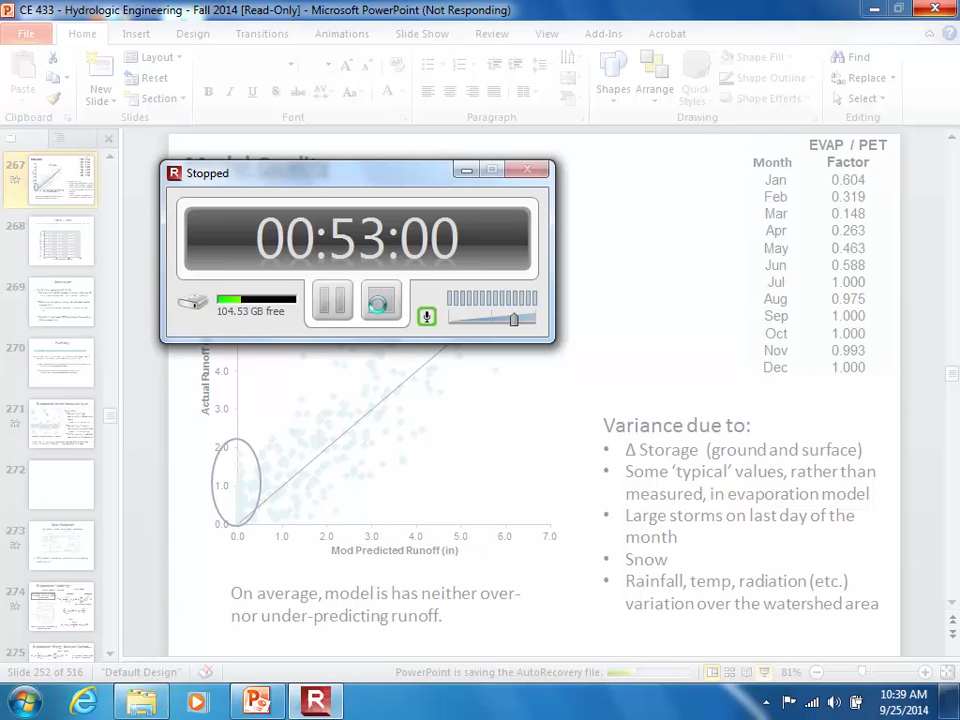 CE 433 - Hydrologic Engineering - Fall 2014 [Read-Only] - Microsoft PowerPoint (Not Responding)
File Home Insert Design Transitions Animations Slide Show Review View Add-Ins Acrobat
Paste
Clipboard
New Slide
Layout
Reset
Section
Slides
B I U S abc AV Aa A
Font
Paragraph
Shapes Arrange Quick Styles
Shape Fill
Shape Outline
Shape Effects
Drawing
Find
Replace
Select
Editing
267
268
269
270
271
272
273
274
275
Stopped
00:53:00
104.53 GB free
EVAP / PET
Month Factor
Jan 0.604
Feb 0.319
Mar 0.148
Apr 0.263
May 0.463
Jun 0.588
Jul 1.000
Aug 0.975
Sep 1.000
Oct 1.000
Nov 0.993
Dec 1.000
Actual Runoff
4.0
3.0
2.0
1.0
0.0
0.0 1.0 2.0 3.0 4.0 5.0 6.0 7.0
Mod Predicted Runoff (in)
On average, model is has neither over-
nor under-predicting runoff.
Variance due to:
• Δ Storage (ground and surface)
• Some ‘typical’ values, rather than
measured, in evaporation model
• Large storms on last day of the
month
• Snow
• Rainfall, temp, radiation (etc.)
variation over the watershed area
Slide 252 of 516 "Default Design" PowerPoint is saving the AutoRecovery file. 81%
10:39 AM
9/25/2014